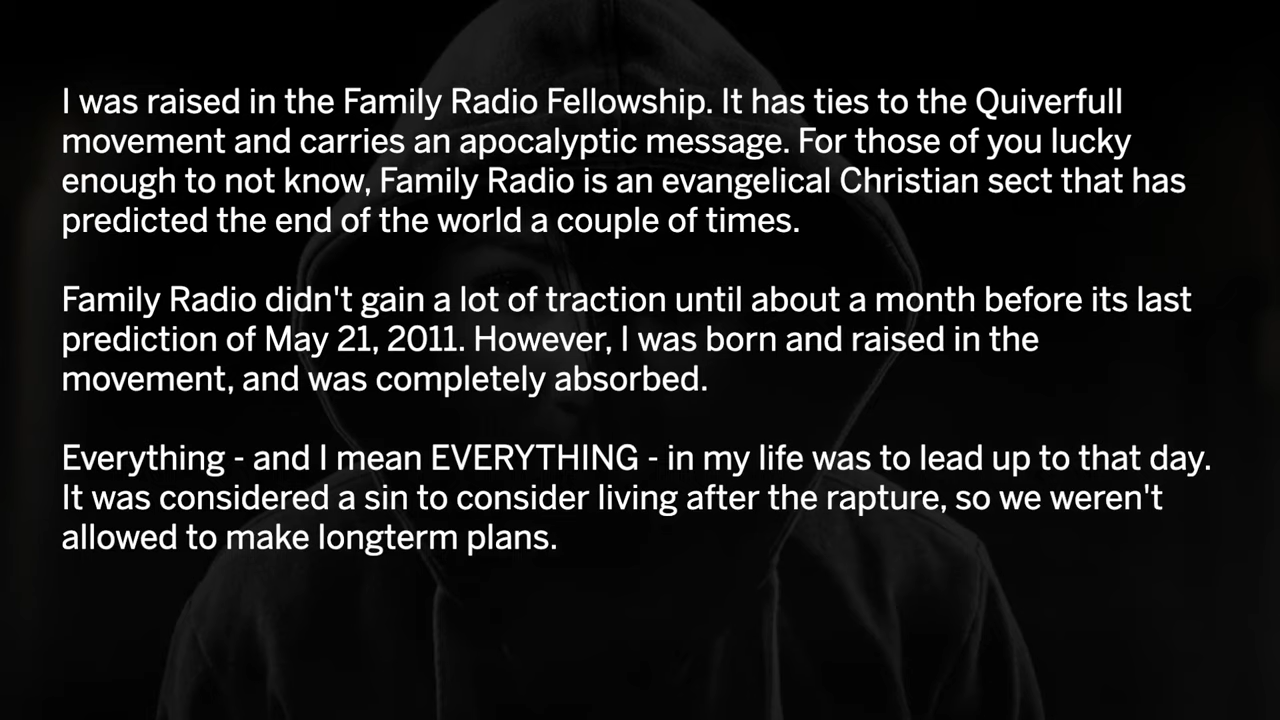 I was raised in the Family Radio Fellowship. It has ties to the Quiverfull
movement and carries an apocalyptic message. For those of you lucky
enough to not know, Family Radio is an evangelical Christian sect that has
predicted the end of the world a couple of times.
Family Radio didn't gain a lot of traction until about a month before its last
prediction of May 21, 2011. However, I was born and raised in the
movement, and was completely absorbed.
Everything - and I mean EVERYTHING - in my life was to lead up to that day.
It was considered a sin to consider living after the rapture, so we weren't
allowed to make longterm plans.